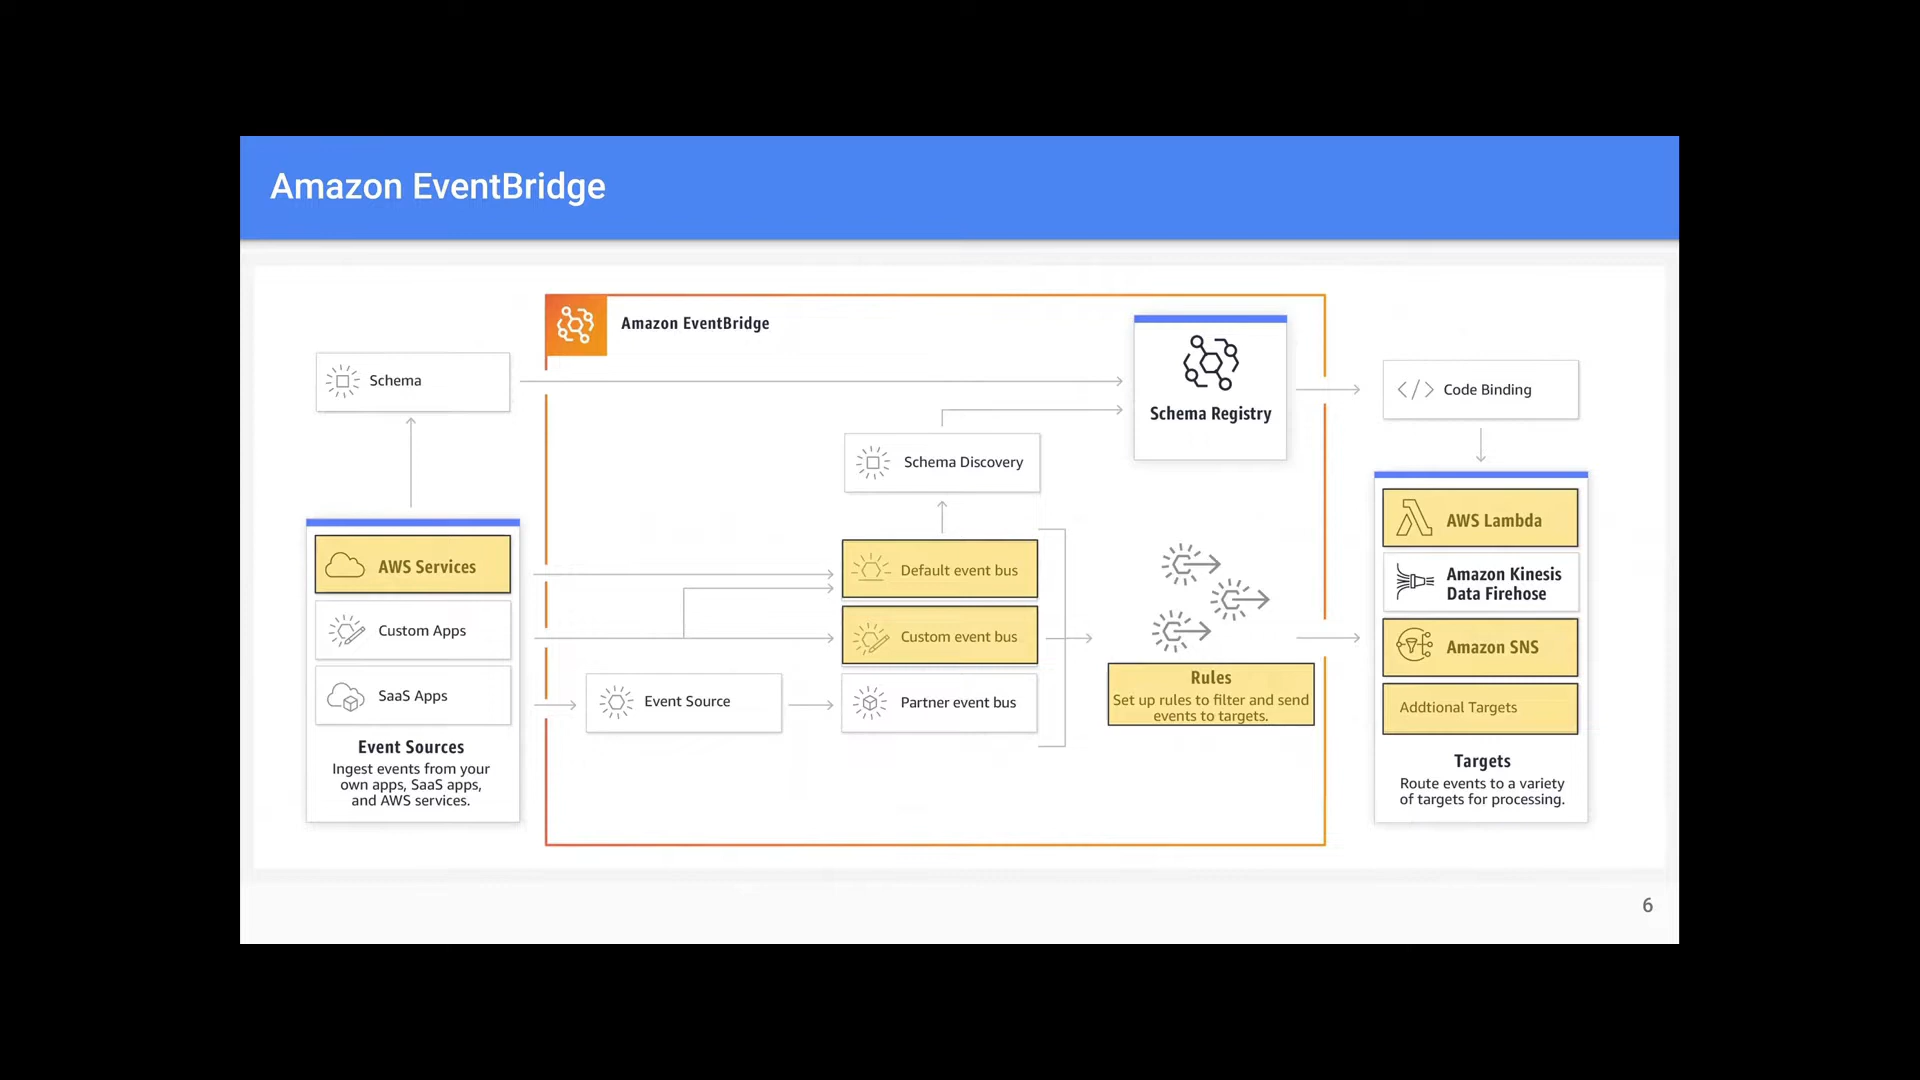 Amazon EventBridge
Amazon EventBridge
Schema
Schema Registry
Code Binding
Schema Discovery
AWS Services
Custom Apps
SaaS Apps
Event Sources
Ingest events from your
own apps, SaaS apps,
and AWS services.
Event Source
Default event bus
Custom event bus
Partner event bus
Rules
Set up rules to filter and send
events to targets.
AWS Lambda
Amazon Kinesis
Data Firehose
Amazon SNS
Addtional Targets
Targets
Route events to a variety
of targets for processing.
6